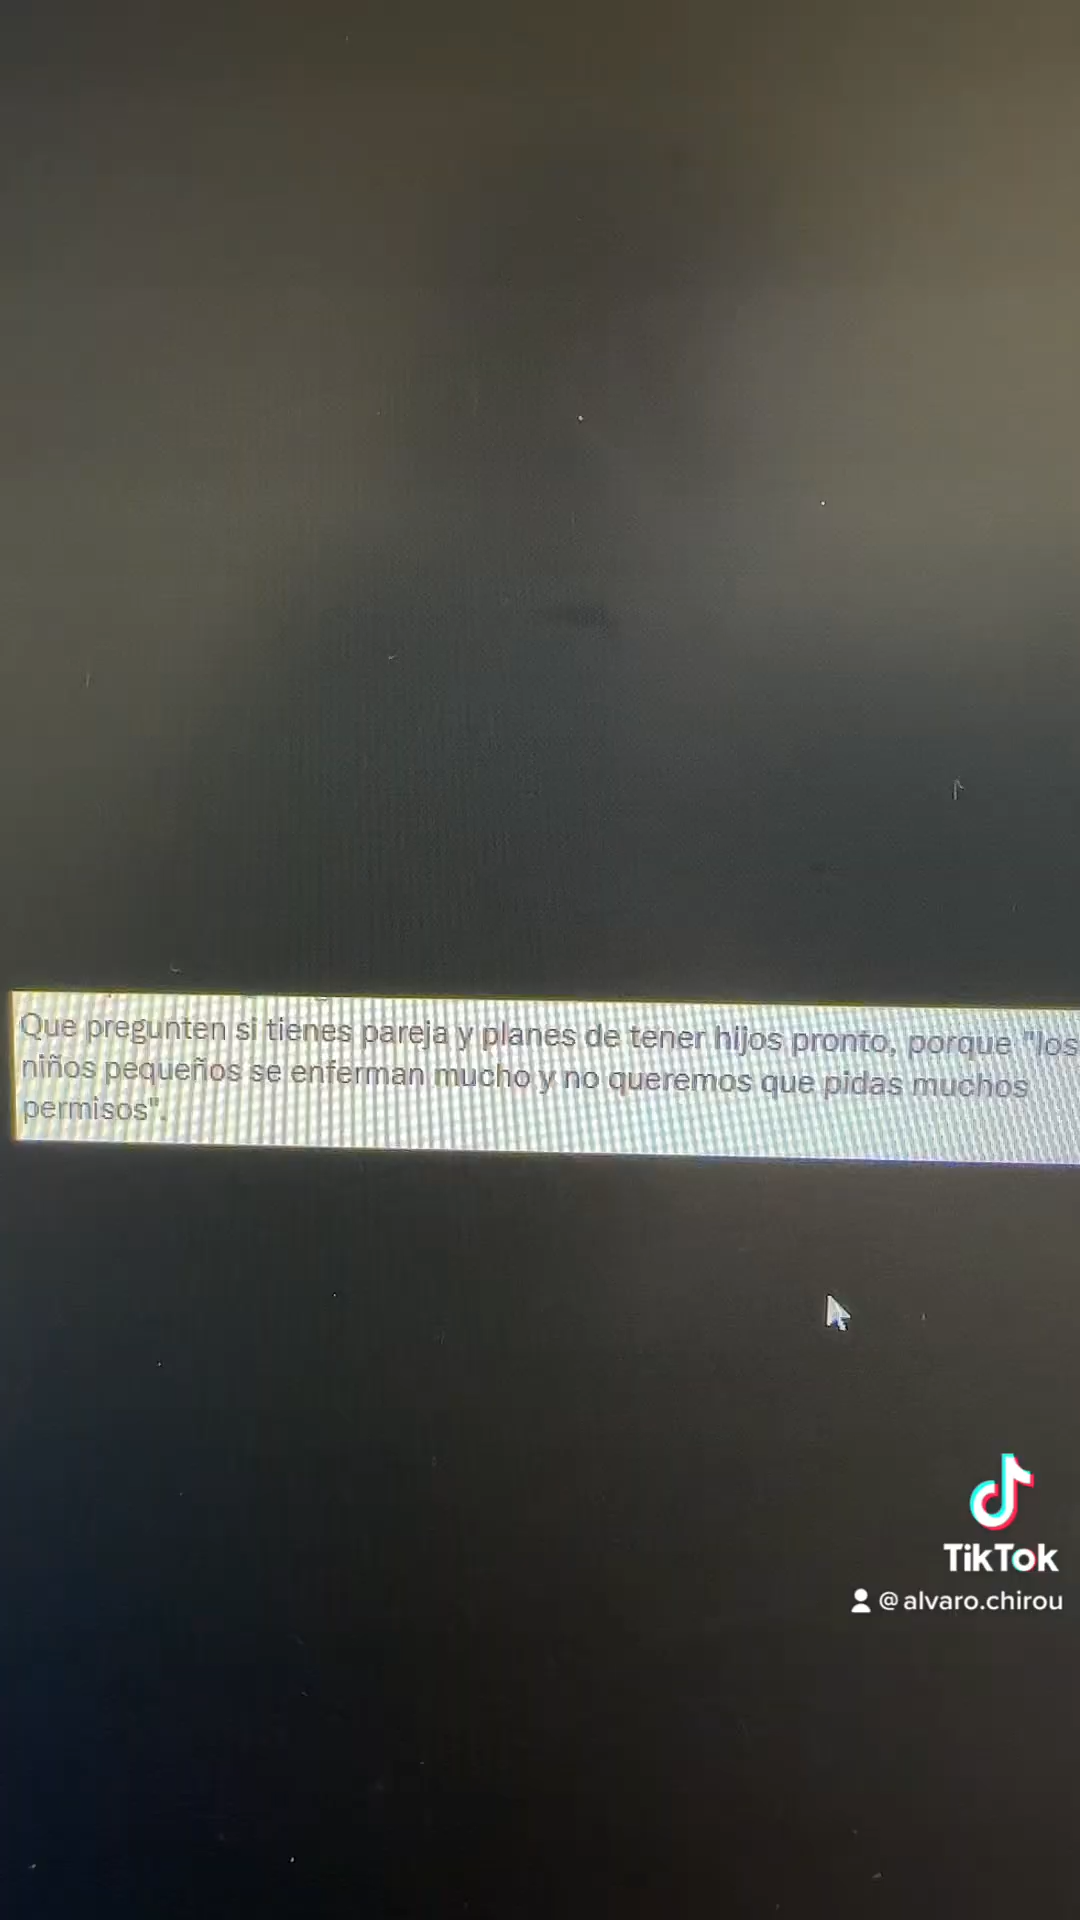 Que pregunten si tienes pareja y planes de tener hijos pronto, porque "los
niños pequeños se enferman mucho y no queremos que pidas muchos
permisos".
TikTok
@alvaro.chirou